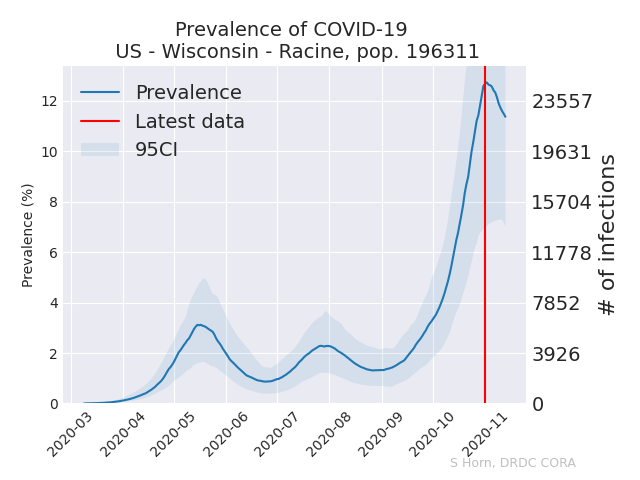 Prevalence of COVID-19
US - Wisconsin - Racine, pop. 196311
Prevalence
Latest data
95CI
Prevalence (%)
12
10
8
6
4
2
0
23557
19631
15704
11778
7852
3926
0
# of infections
2020-03
2020-04
2020-05
2020-06
2020-07
2020-08
2020-09
2020-10
2020-11
S Horn, DRDC CORA